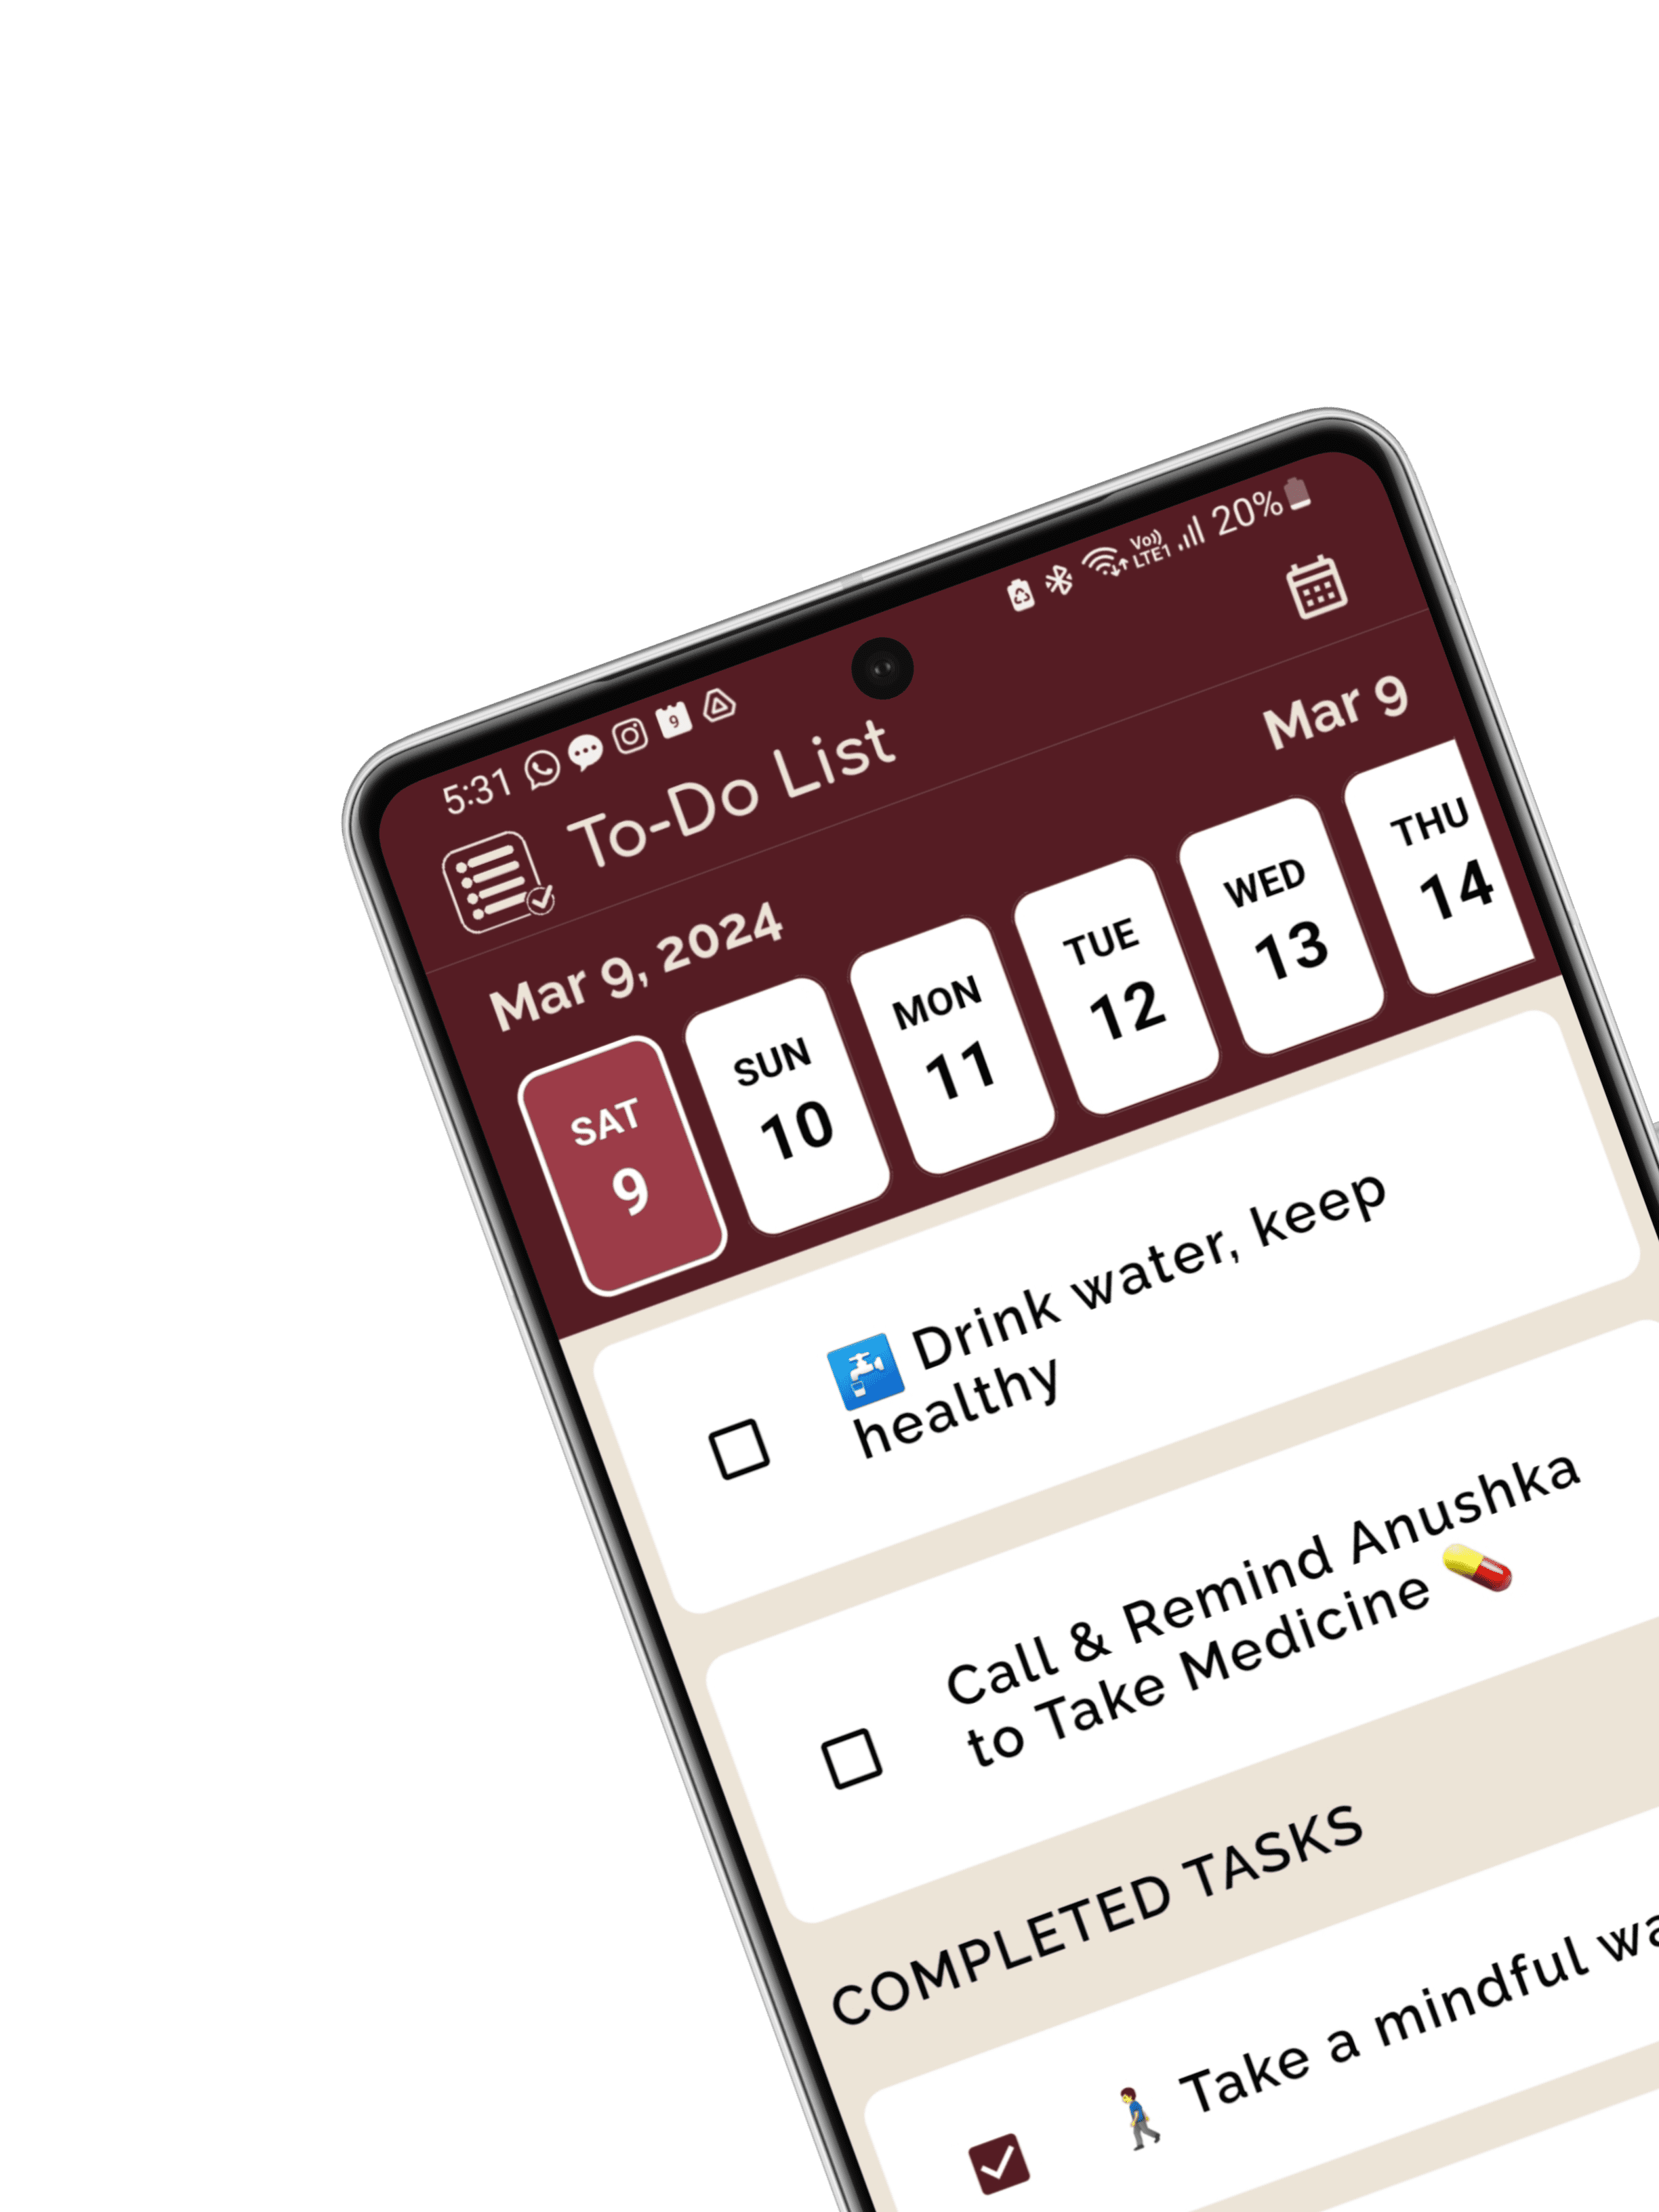 5:31
Vo))
LTE1
20%
To-Do List
Mar 9, 2024
Mar 9
SAT
9
SUN
10
MON
11
TUE
12
WED
13
THU
14
🚰 Drink water, keep
healthy
Call & Remind Anushka
to Take Medicine 💊
COMPLETED TASKS
Take a mindful